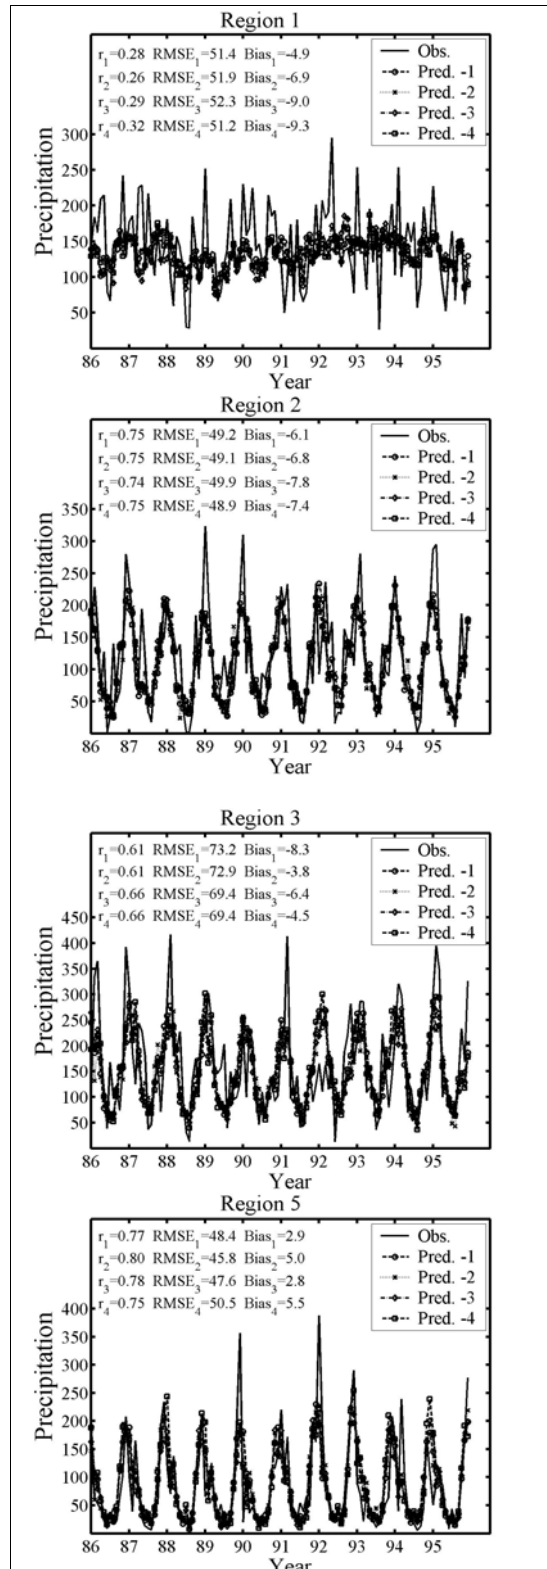 Region 1
r1=0.28 RMSE1=51.4 Bias1=-4.9
r2=0.26 RMSE2=51.9 Bias2=-6.9
r3=0.29 RMSE3=52.3 Bias3=-9.0
r4=0.32 RMSE4=51.2 Bias4=-9.3
Obs.
Pred. -1
Pred. -2
Pred. -3
Pred. -4
Precipitation
300
250
200
150
100
50
86 87 88 89 90 91 92 93 94 95
Year
Region 2
r1=0.75 RMSE1=49.2 Bias1=-6.1
r2=0.75 RMSE2=49.1 Bias2=-6.8
r3=0.74 RMSE3=49.9 Bias3=-7.8
r4=0.75 RMSE4=48.9 Bias4=-7.4
Obs.
Pred. -1
Pred. -2
Pred. -3
Pred. -4
Precipitation
350
300
250
200
150
100
50
86 87 88 89 90 91 92 93 94 95
Year
Region 3
r1=0.61 RMSE1=73.2 Bias1=-8.3
r2=0.61 RMSE2=72.9 Bias2=-3.8
r3=0.66 RMSE3=69.4 Bias3=-6.4
r4=0.66 RMSE4=69.4 Bias4=-4.5
Obs.
Pred. -1
Pred. -2
Pred. -3
Pred. -4
Precipitation
450
400
350
300
250
200
150
100
50
86 87 88 89 90 91 92 93 94 95
Year
Region 5
r1=0.77 RMSE1=48.4 Bias1=2.9
r2=0.80 RMSE2=45.8 Bias2=5.0
r3=0.78 RMSE3=47.6 Bias3=2.8
r4=0.75 RMSE4=50.5 Bias4=5.5
Obs.
Pred. -1
Pred. -2
Pred. -3
Pred. -4
Precipitation
400
350
300
250
200
150
100
50
86 87 88 89 90 91 92 93 94 95
Year